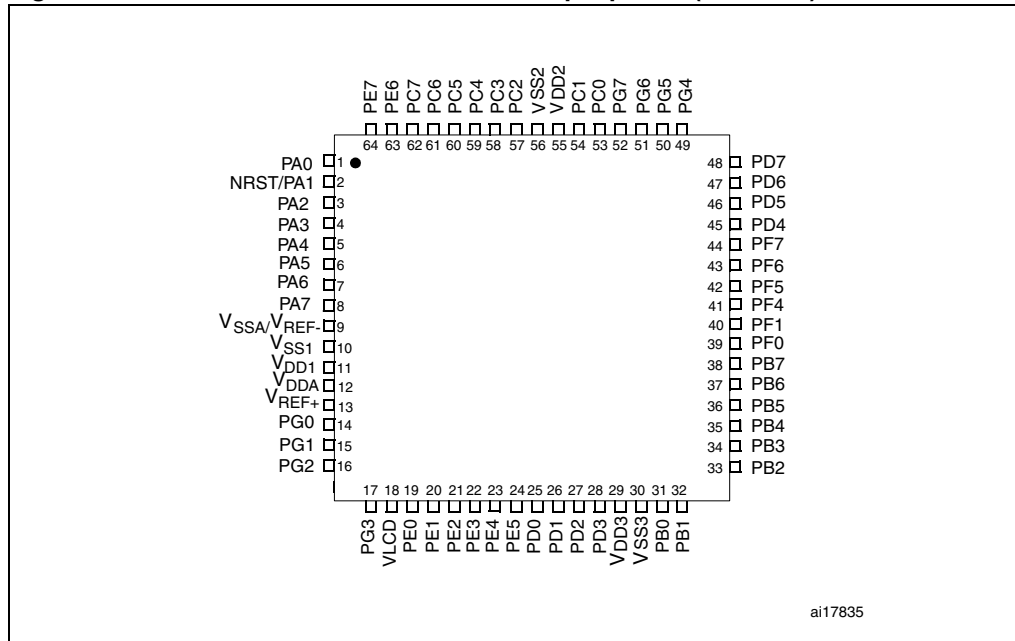 PE7 PE6 PC7 PC6 PC5 PC4 PC3 PC2 VSS2 VDD2 PC1 PC0 PG7 PG6 PG5 PG4
64 63 62 61 60 59 58 57 56 55 54 53 52 51 50 49
PA0 1
NRST/PA1 2
PA2 3
PA3 4
PA4 5
PA5 6
PA6 7
PA7 8
VSSA/VREF- 9
VSS1 10
VDD1 11
VDDA 12
VREF+ 13
PG0 14
PG1 15
PG2 16
48 PD7
47 PD6
46 PD5
45 PD4
44 PF7
43 PF6
42 PF5
41 PF4
40 PF1
39 PF0
38 PB7
37 PB6
36 PB5
35 PB4
34 PB3
33 PB2
17 18 19 20 21 22 23 24 25 26 27 28 29 30 31 32
PG3 VLCD PE0 PE1 PE2 PE3 PE4 PE5 PD0 PD1 PD2 PD3 VDD3 VSS3 PB0 PB1
ai17835